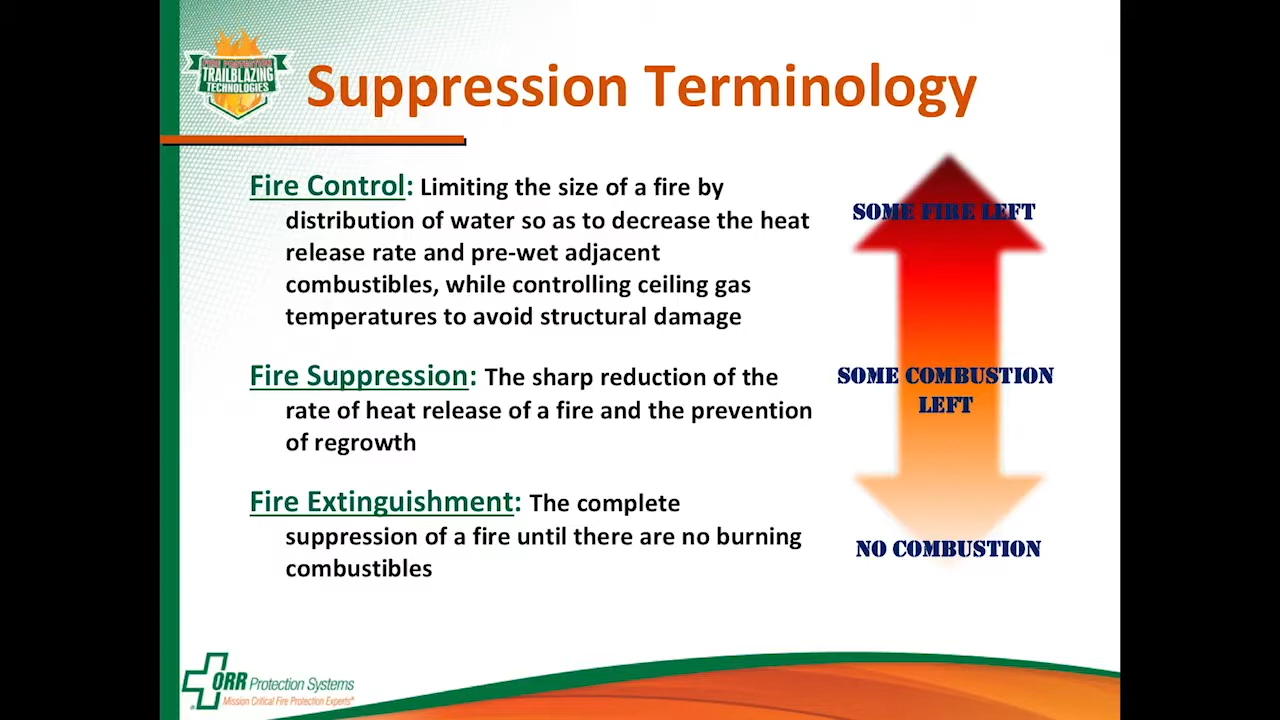 FIRE PROTECTION
TRAILBLAZING
TECHNOLOGIES
Suppression Terminology
Fire Control: Limiting the size of a fire by
distribution of water so as to decrease the heat
release rate and pre-wet adjacent
combustibles, while controlling ceiling gas
temperatures to avoid structural damage
SOME FIRE LEFT
Fire Suppression: The sharp reduction of the
rate of heat release of a fire and the prevention
of regrowth
SOME COMBUSTION
LEFT
Fire Extinguishment: The complete
suppression of a fire until there are no burning
combustibles
NO COMBUSTION
ORR Protection Systems
Mission Critical Fire Protection Experts®